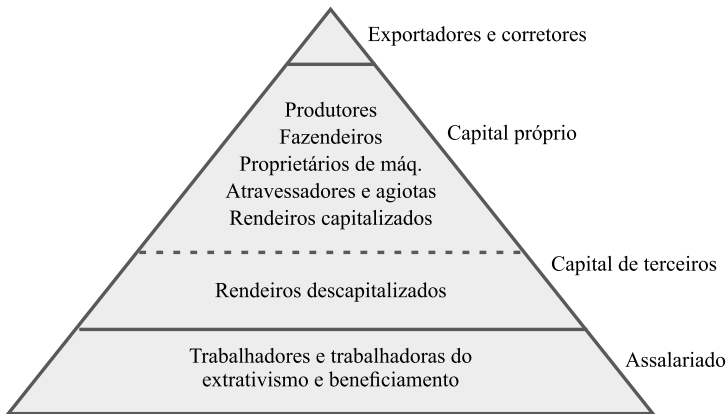 Exportadores e corretores
Produtores
Fazendeiros
Capital próprio
Proprietários de máq.
Atravessadores e agiotas
Rendeiros capitalizados
Capital de terceiros
Rendeiros descapitalizados
Trabalhadores e trabalhadoras do
extrativismo e beneficiamento
Assalariado